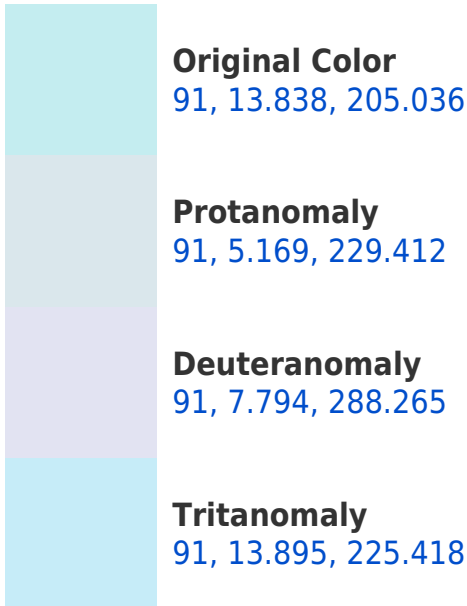 Original Color
91, 13.838, 205.036
Protanomaly
91, 5.169, 229.412
Deuteranomaly
91, 7.794, 288.265
Tritanomaly
91, 13.895, 225.418